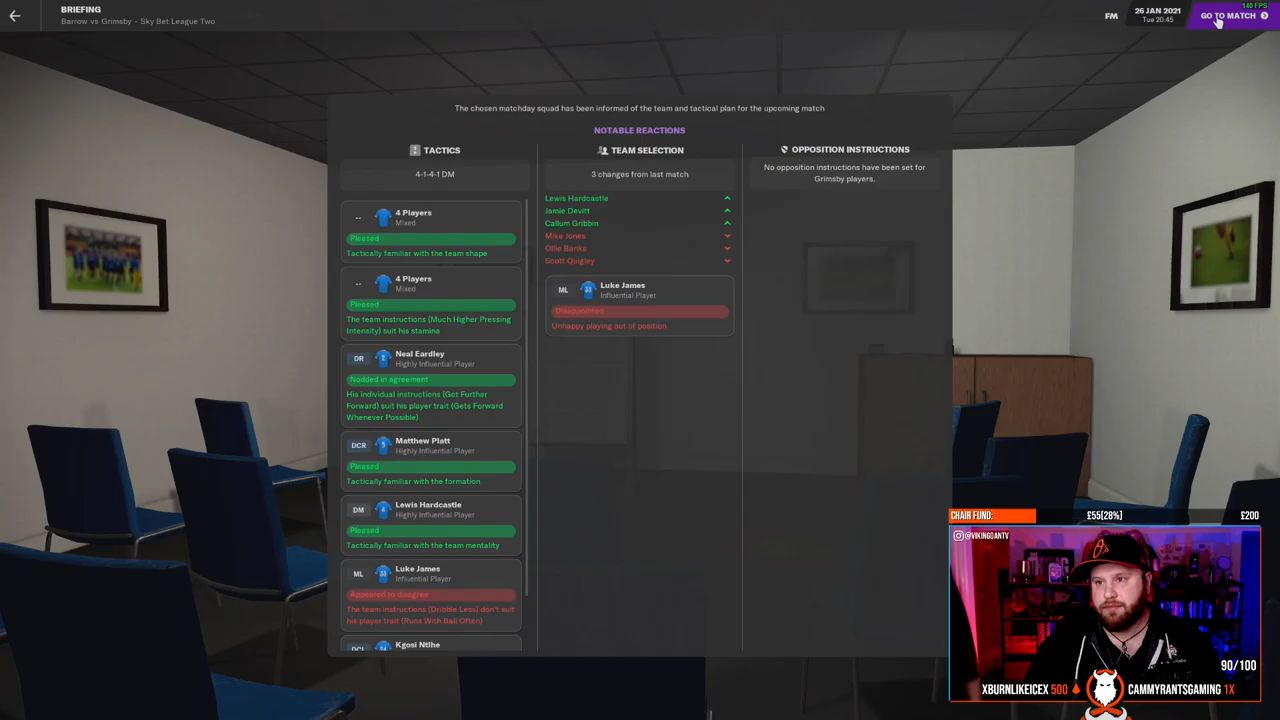 BRIEFING
Barrow vs Grimsby - Sky Bet League Two
FM
26 JAN 2021
Tue 20.45
140 FPS
GO TO MATCH
The chosen matchday squad has been informed of the team and tactical plan for the upcoming match
NOTABLE REACTIONS
TACTICS
4-1-4-1 DM
--
4 Players
Mixed
Pleased
Tactically familiar with the team shape
--
4 Players
Mixed
Pleased
The team instructions (Much Higher Pressing
Intensity) suit his stamina
DR
2
Neal Eardley
Highly Influential Player
Nodded in agreement
His individual instructions (Get Further
Forward) suit his player trait (Gets Forward
Whenever Possible)
DCR
5
Matthew Platt
Highly Influential Player
Pleased
Tactically familiar with the formation
DM
4
Lewis Hardcastle
Highly Influential Player
Pleased
Tactically familiar with the team mentality
ML
33
Luke James
Influential Player
Appeared to disagree
The team instructions (Dribble Less) don't suit
his player trait (Runs With Ball Often)
DCL
Kgosi Ntlhe
TEAM SELECTION
3 changes from last match
Lewis Hardcastle
Jamie Devitt
Callum Gribbin
Mike Jones
Ollie Banks
Scott Quigley
ML
33
Luke James
Influential Player
Disappointed
Unhappy playing out of position.
OPPOSITION INSTRUCTIONS
No opposition instructions have been set for
Grimsby players.
CHAIR FUND:
£55(28%)
£200
@VIKINGDANTV
90/100
XBURNLIKEICEX 500
CAMMYRANTSGAMING 1X